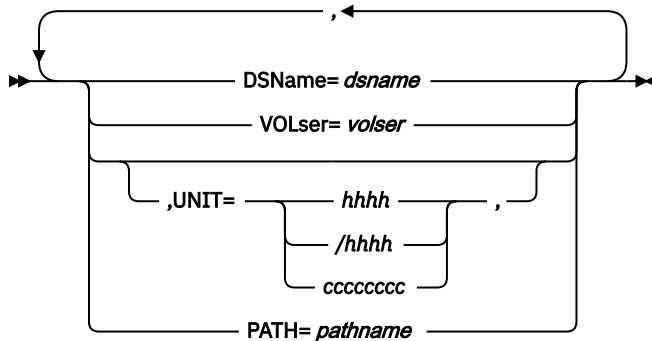 ,
DSName= dsname
VOLser= volser
,UNIT= hhhh ,
/hhhh
cccccccc
PATH= pathname